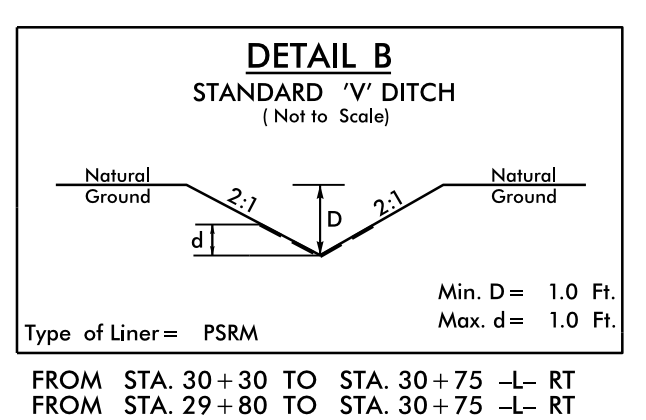 DETAIL B
STANDARD 'V' DITCH
( Not to Scale)
Natural
Ground
2:1
D
2:1
Natural
Ground
d
Min. D = 1.0 Ft.
Max. d = 1.0 Ft.
Type of Liner = PSRM
FROM STA. 30+30 TO STA. 30+75 -L- RT
FROM STA. 29+80 TO STA. 30+75 -L- RT